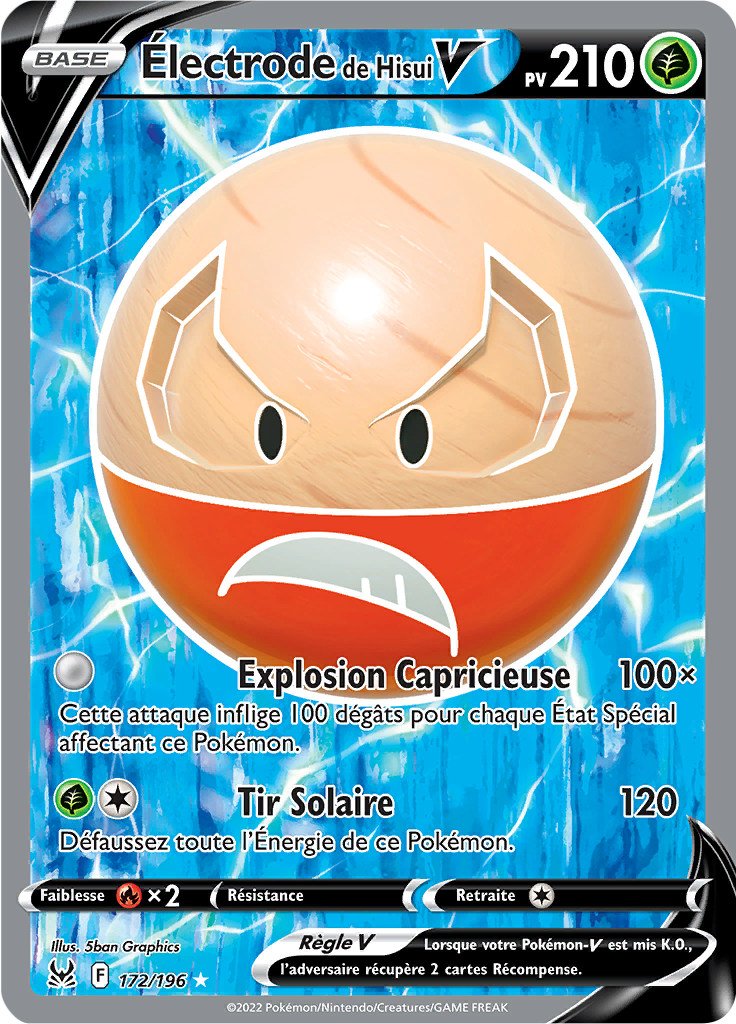 BASE Électrode de Hisui V PV 210
Explosion Capricieuse 100×
Cette attaque inflige 100 dégâts pour chaque État Spécial
affectant ce Pokémon.
Tir Solaire 120
Défaussez toute l'Énergie de ce Pokémon.
Faiblesse ×2 Résistance Retraite
Illus. 5ban Graphics
Règle V Lorsque votre Pokémon-V est mis K.O.,
l'adversaire récupère 2 cartes Récompense.
F 172/196 ★
©2022 Pokémon/Nintendo/Creatures/GAME FREAK